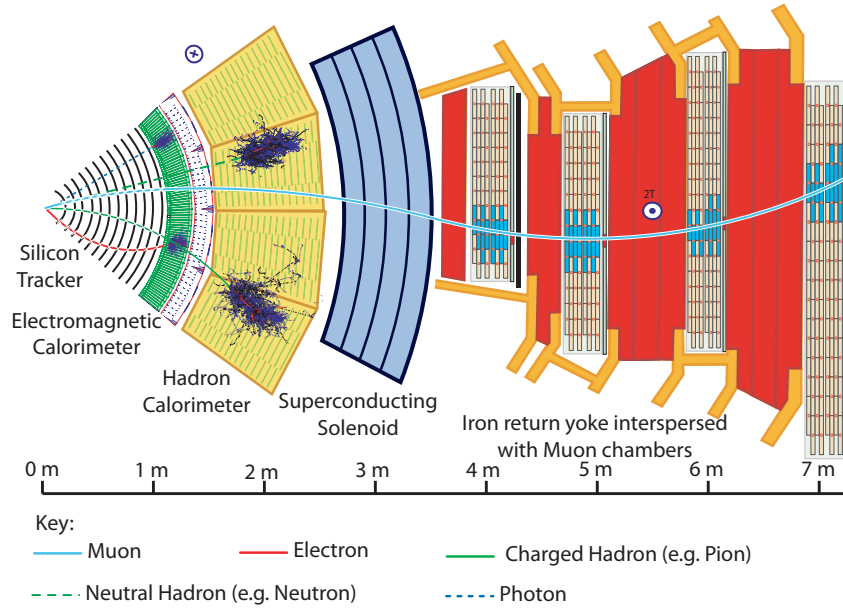 2T
Silicon
Tracker
Electromagnetic
Calorimeter
Hadron
Calorimeter
Superconducting
Solenoid
Iron return yoke interspersed
with Muon chambers
0 m 1 m 2 m 3 m 4 m 5 m 6 m 7 m
Key:
Muon Electron Charged Hadron (e.g. Pion)
Neutral Hadron (e.g. Neutron) Photon